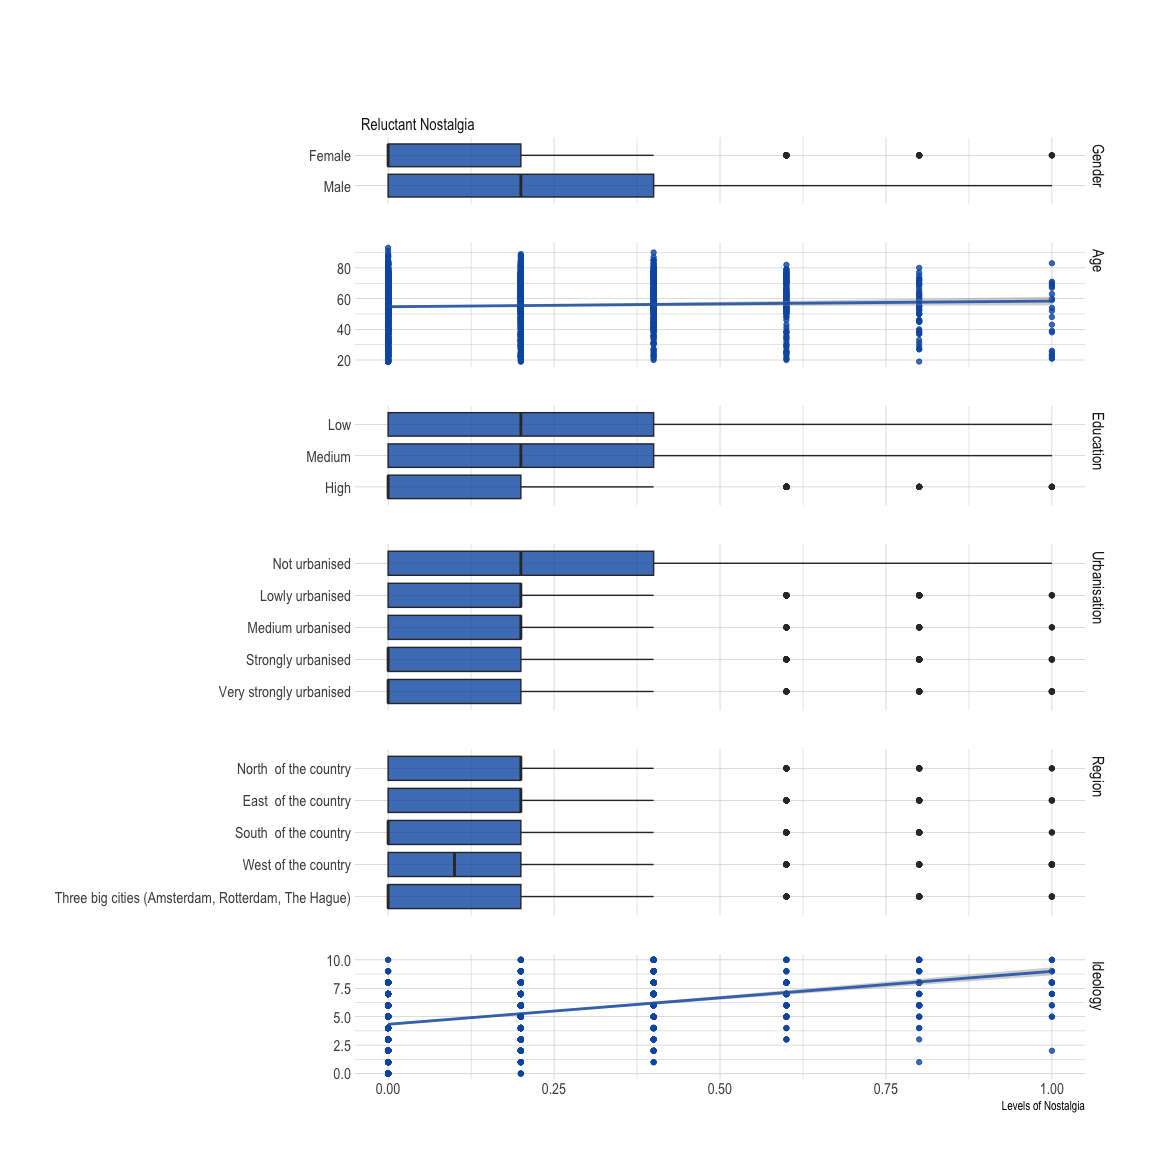 Reluctant Nostalgia
Female
Male
Gender
80
60
40
20
Age
Low
Medium
High
Education
Not urbanised
Lowly urbanised
Medium urbanised
Strongly urbanised
Very strongly urbanised
Urbanisation
North  of the country
East  of the country
South  of the country
West of the country
Three big cities (Amsterdam, Rotterdam, The Hague)
Region
10.0
7.5
5.0
2.5
0.0
Ideology
0.00 0.25 0.50 0.75 1.00
Levels of Nostalgia